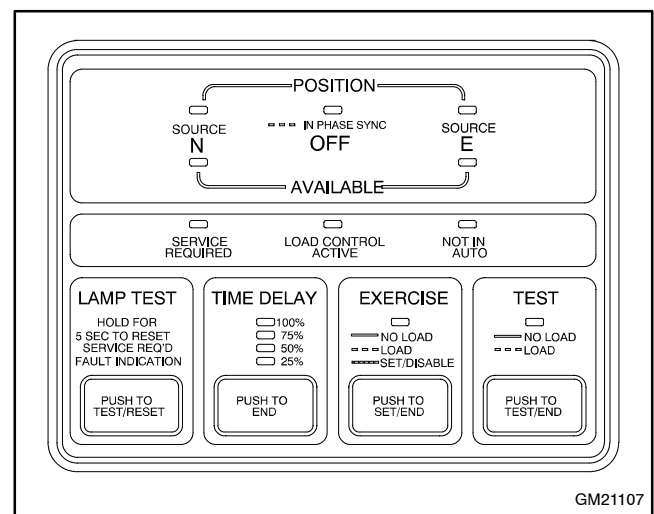 POSITION
IN PHASE SYNC
SOURCE
N
OFF
SOURCE
E
AVAILABLE
SERVICE
REQUIRED
LOAD CONTROL
ACTIVE
NOT IN
AUTO
LAMP TEST
HOLD FOR
5 SEC TO RESET
SERVICE REQ'D
FAULT INDICATION
PUSH TO
TEST/RESET
TIME DELAY
100%
75%
50%
25%
PUSH TO
END
EXERCISE
NO LOAD
LOAD
SET/DISABLE
PUSH TO
SET/END
TEST
NO LOAD
LOAD
PUSH TO
TEST/END
GM21107